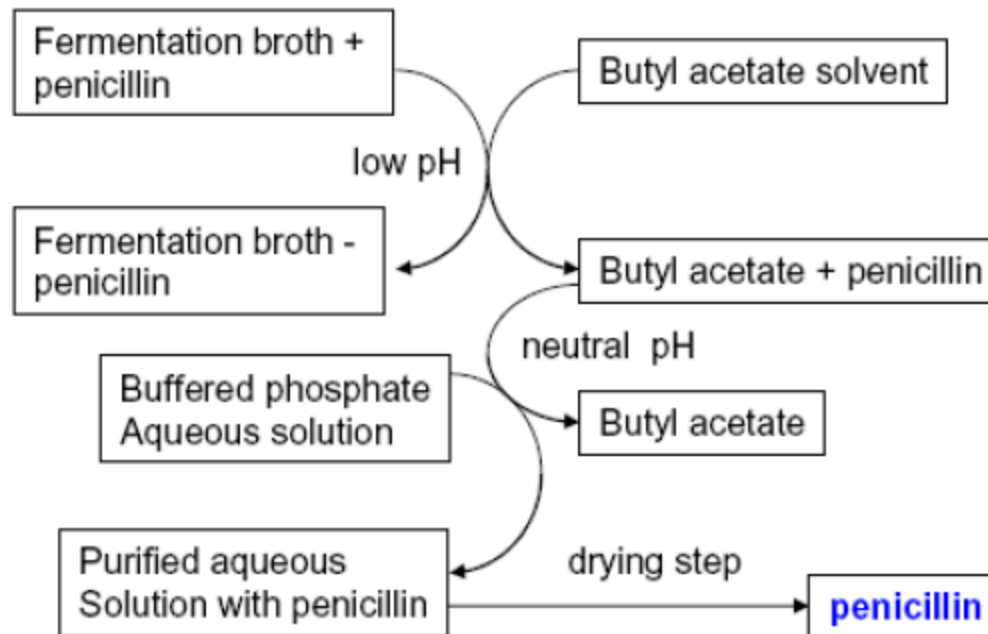 Fermentation broth +
penicillin
Butyl acetate solvent
low pH
Fermentation broth -
penicillin
Butyl acetate + penicillin
neutral pH
Buffered phosphate
Aqueous solution
Butyl acetate
Purified aqueous
Solution with penicillin
drying step
penicillin